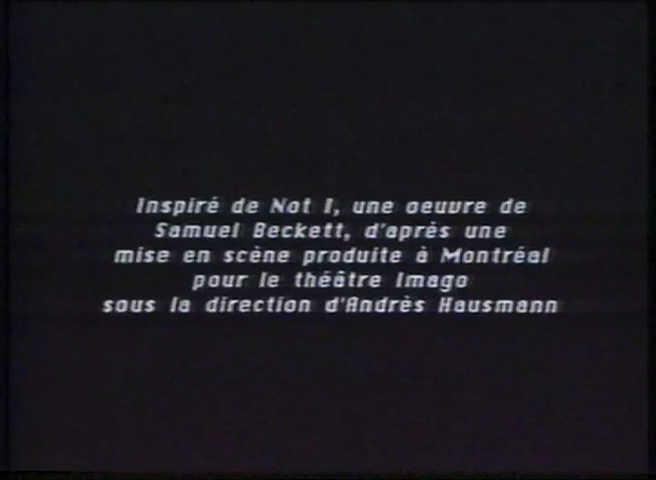 Inspiré de Not I, une oeuvre de
Samuel Beckett, d'après une
mise en scène produite à Montréal
pour le théâtre Imago
sous la direction d'Andrès Hausmann